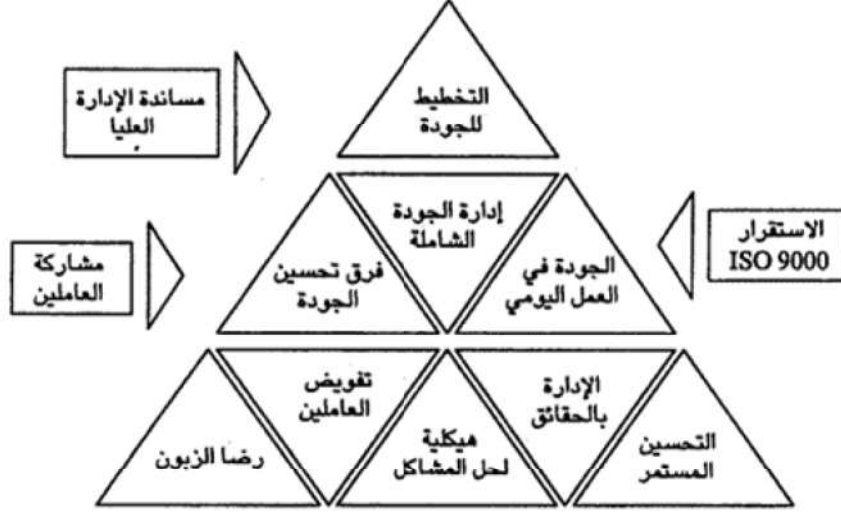 التخطيط
للجودة
مساندة الإدارة
العليا
إدارة الجودة
الشاملة
الاستقرار
ISO 9000
الجودة في
العمل اليومي
فرق تحسين
الجودة
مشاركة
العاملين
التحسين
المستمر
الإدارة
بالحقائق
هيكلية
لحل المشاكل
تفويض
العاملين
رضا الزبون